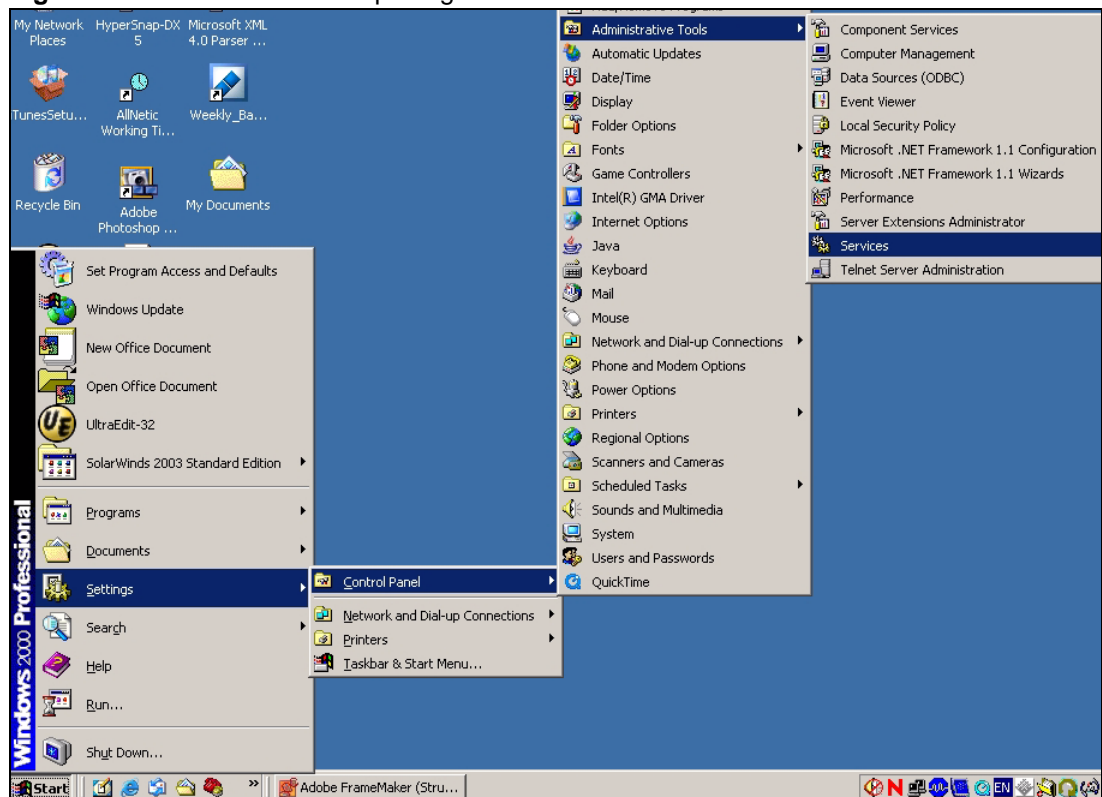 My Network Places
HyperSnap-DX 5
Microsoft XML 4.0 Parser ...
iTunesSetu...
AllNetic Working Ti...
Weekly_Ba...
Recycle Bin
Adobe Photoshop ...
My Documents
Set Program Access and Defaults
Windows Update
New Office Document
Open Office Document
UltraEdit-32
SolarWinds 2003 Standard Edition
Programs
Documents
Settings
Search
Help
Run...
Shut Down...
Windows 2000 Professional
Control Panel
Network and Dial-up Connections
Printers
Taskbar & Start Menu...
Administrative Tools
Automatic Updates
Date/Time
Display
Folder Options
Fonts
Game Controllers
Intel(R) GMA Driver
Internet Options
Java
Keyboard
Mail
Mouse
Network and Dial-up Connections
Phone and Modem Options
Power Options
Printers
Regional Options
Scanners and Cameras
Scheduled Tasks
Sounds and Multimedia
System
Users and Passwords
QuickTime
Component Services
Computer Management
Data Sources (ODBC)
Event Viewer
Local Security Policy
Microsoft .NET Framework 1.1 Configuration
Microsoft .NET Framework 1.1 Wizards
Performance
Server Extensions Administrator
Services
Telnet Server Administration
Start
»
Adobe FrameMaker (Stru...
N
EN